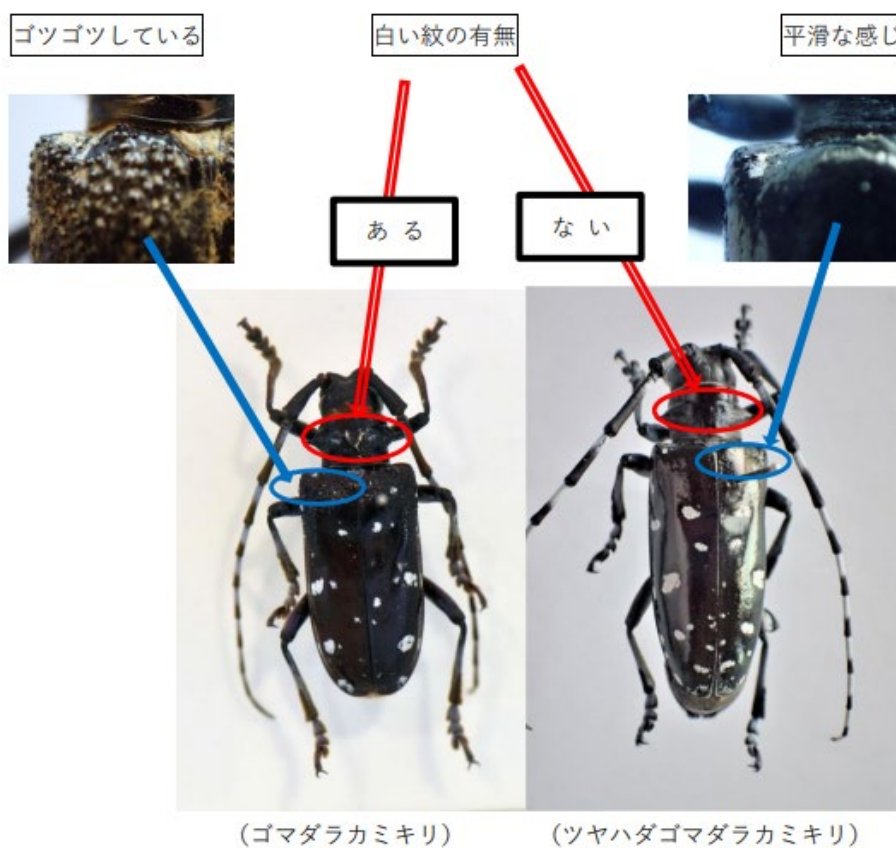 ゴツゴツしている
白い紋の有無
平滑な感じ
ある
ない
(ゴマダラカミキリ)
(ツヤハダゴマダラカミキリ)